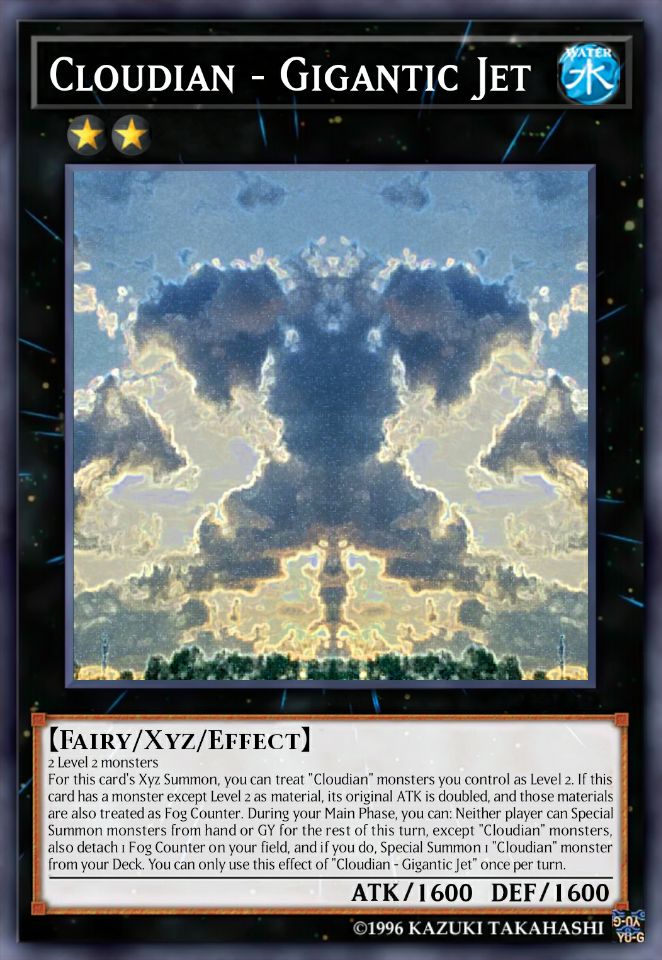 Cloudian - Gigantic Jet
WATER
水
【Fairy/Xyz/Effect】
2 Level 2 monsters
For this card's Xyz Summon, you can treat "Cloudian" monsters you control as Level 2. If this
card has a monster except Level 2 as material, its original ATK is doubled, and those materials
are also treated as Fog Counter. During your Main Phase, you can: Neither player can Special
Summon monsters from hand or GY for the rest of this turn, except "Cloudian" monsters,
also detach 1 Fog Counter on your field, and if you do, Special Summon 1 "Cloudian" monster
from your Deck. You can only use this effect of "Cloudian - Gigantic Jet" once per turn.
ATK/1600 DEF/1600
©1996 KAZUKI TAKAHASHI